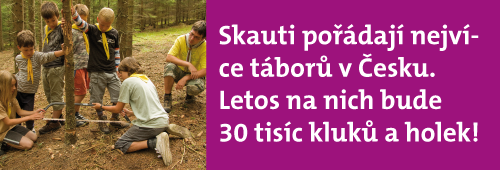 Skauti pořádají nejví-
ce táborů v Česku.
Letos na nich bude
30 tisíc kluků a holek!